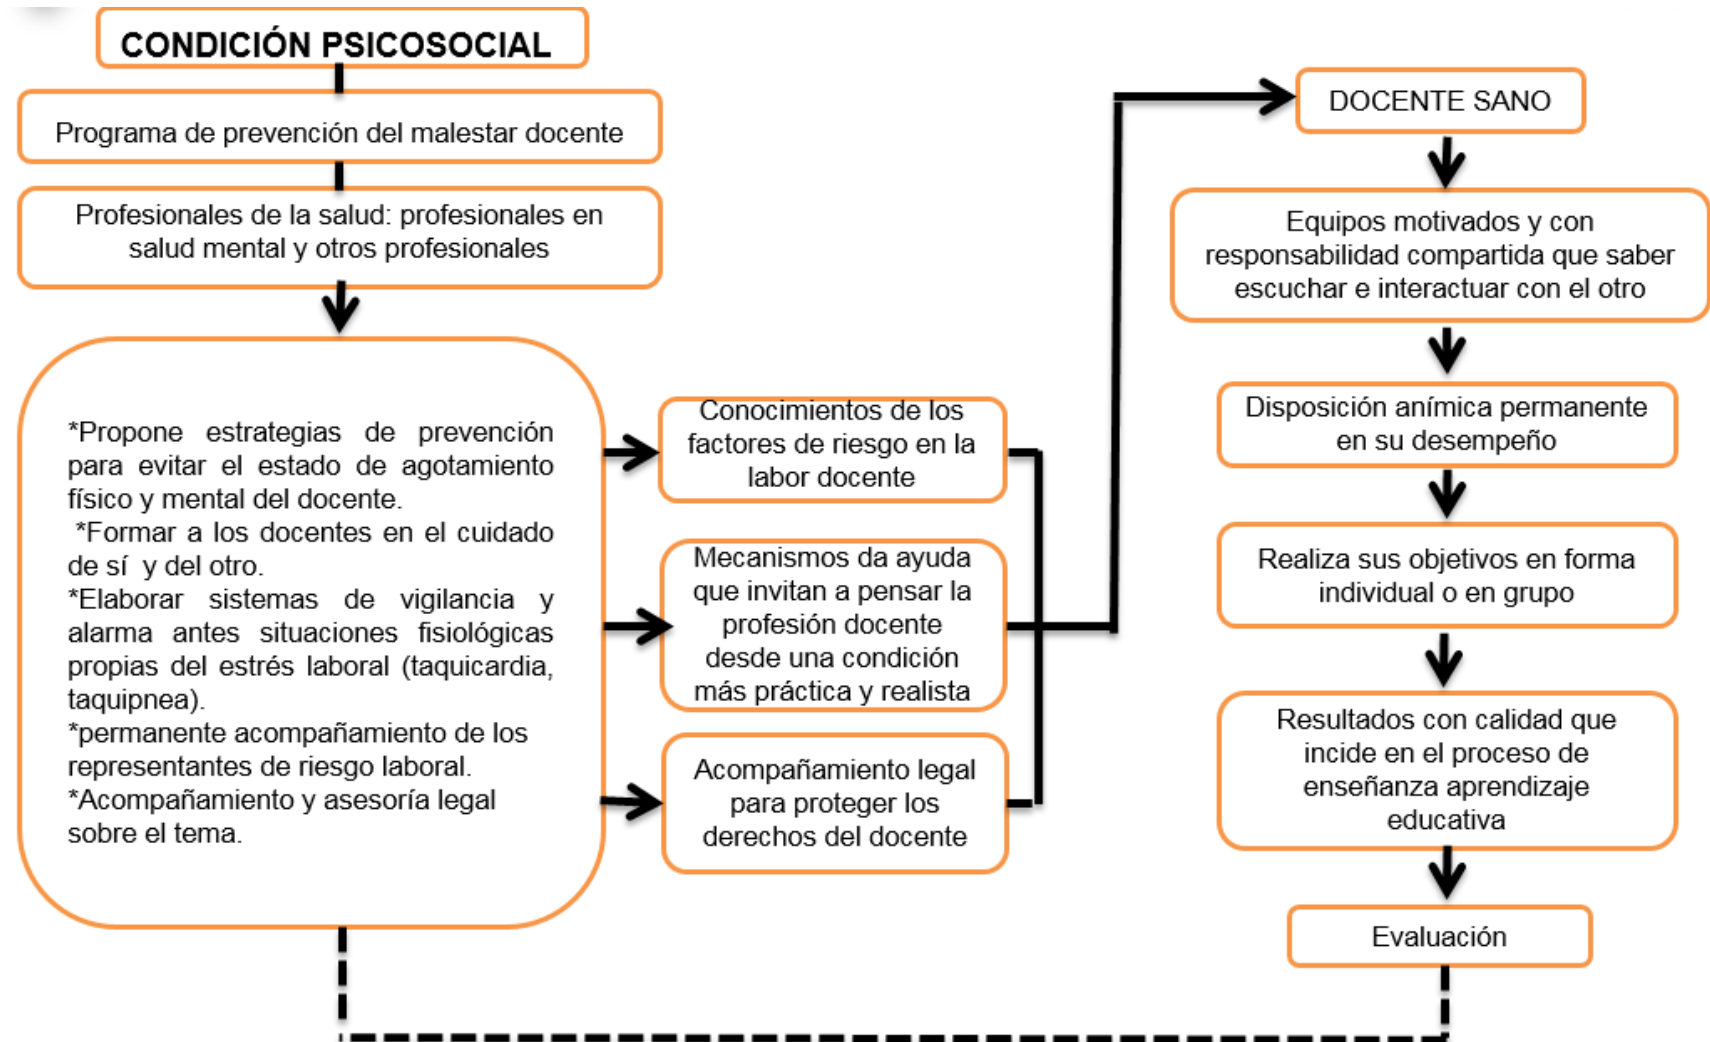 CONDICIÓN PSICOSOCIAL
Programa de prevención del malestar docente
Profesionales de la salud: profesionales en
salud mental y otros profesionales
*Propone estrategias de prevención
para evitar el estado de agotamiento
físico y mental del docente.
*Formar a los docentes en el cuidado
de sí y del otro.
*Elaborar sistemas de vigilancia y
alarma antes situaciones fisiológicas
propias del estrés laboral (taquicardia,
taquipnea).
*permanente acompañamiento de los
representantes de riesgo laboral.
*Acompañamiento y asesoría legal
sobre el tema.
Conocimientos de los
factores de riesgo en la
labor docente
Mecanismos da ayuda
que invitan a pensar la
profesión docente
desde una condición
más práctica y realista
Acompañamiento legal
para proteger los
derechos del docente
DOCENTE SANO
Equipos motivados y con
responsabilidad compartida que saber
escuchar e interactuar con el otro
Disposición anímica permanente
en su desempeño
Realiza sus objetivos en forma
individual o en grupo
Resultados con calidad que
incide en el proceso de
enseñanza aprendizaje
educativa
Evaluación